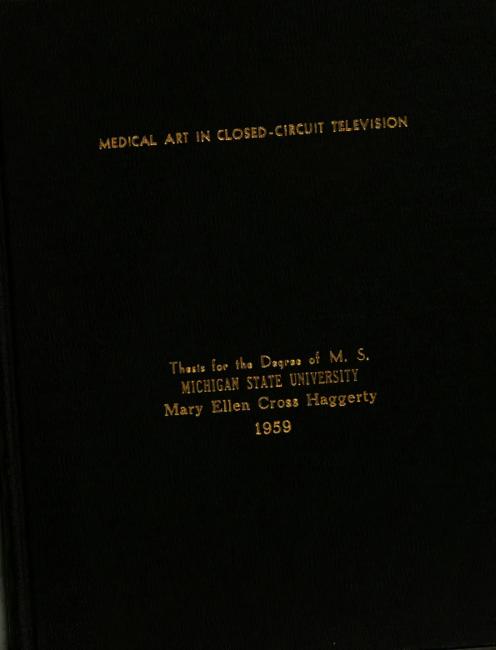 MEDICAL ART IN CLOSED-CIRCUIT TELEVISION
Thesis for the Degree of M. S.
MICHIGAN STATE UNIVERSITY
Mary Ellen Cross Haggerty
1959